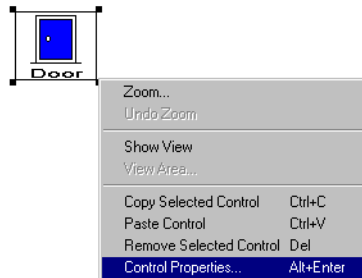 Door
Zoom...
Undo Zoom
Show View
View Area...
Copy Selected Control Ctrl+C
Paste Control Ctrl+V
Remove Selected Control Del
Control Properties... Alt+Enter